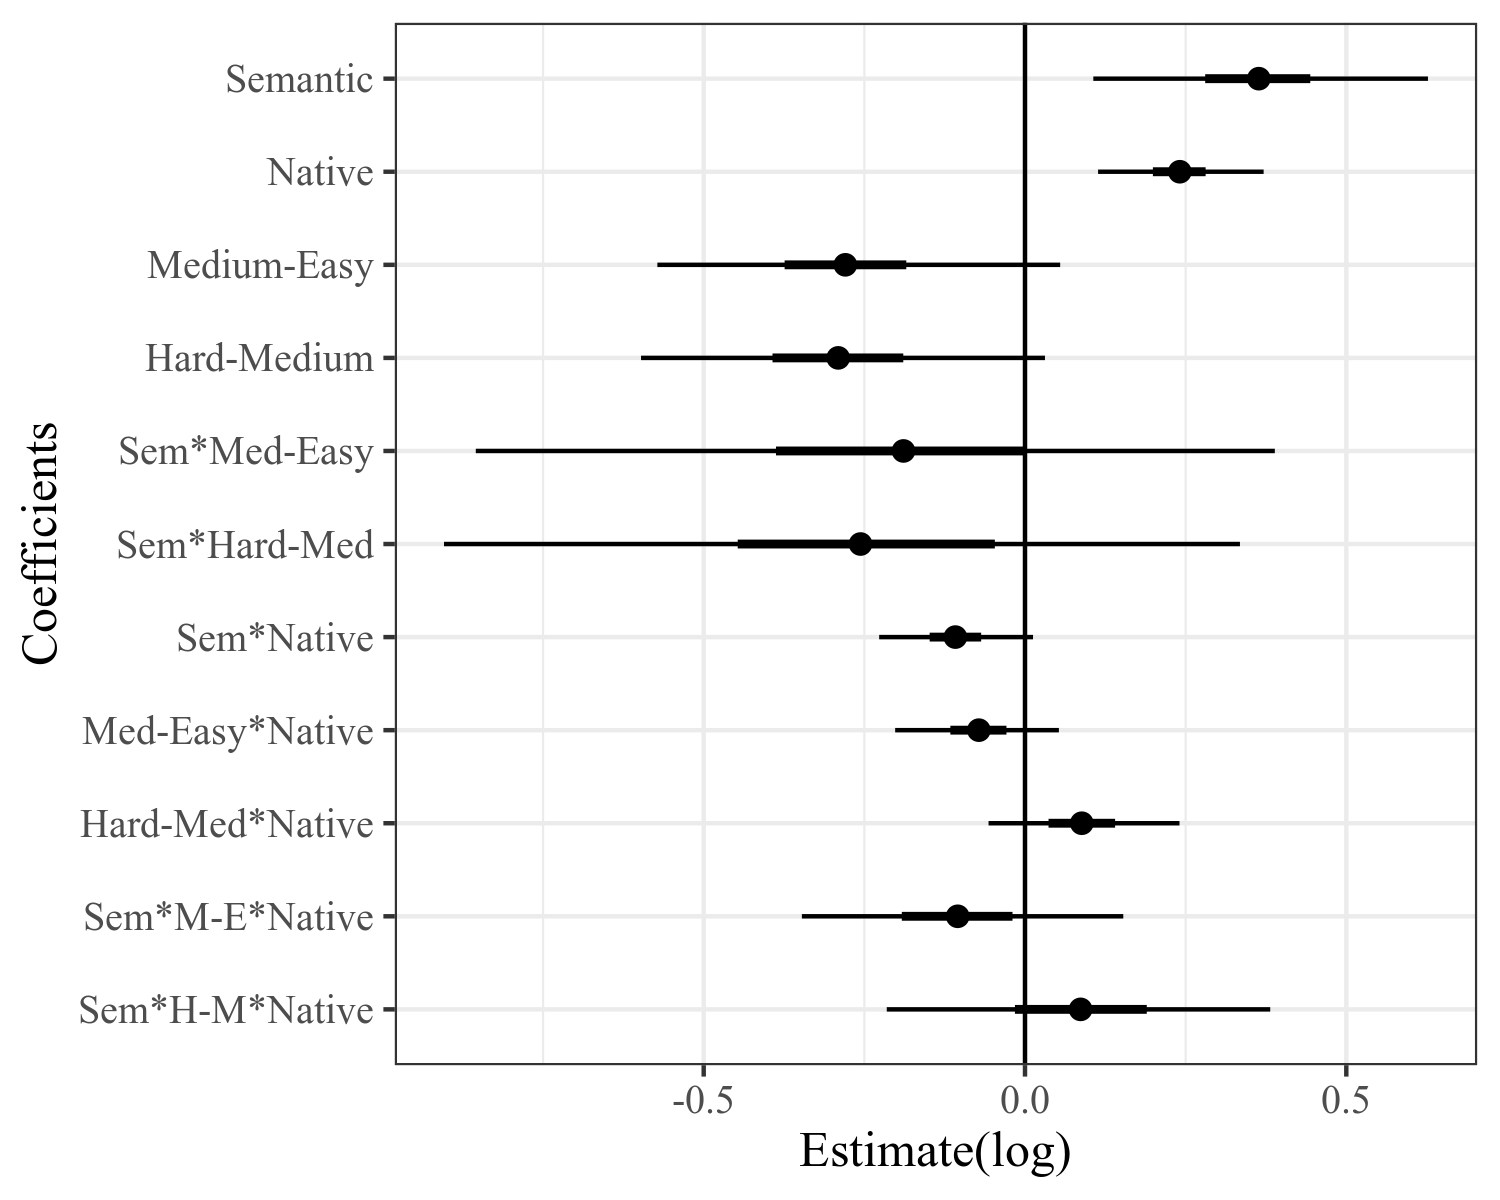 Semantic
Native
Medium-Easy
Hard-Medium
Sem*Med-Easy
Sem*Hard-Med
Sem*Native
Med-Easy*Native
Hard-Med*Native
Sem*M-E*Native
Sem*H-M*Native
Coefficients
-0.5 0.0 0.5
Estimate(log)